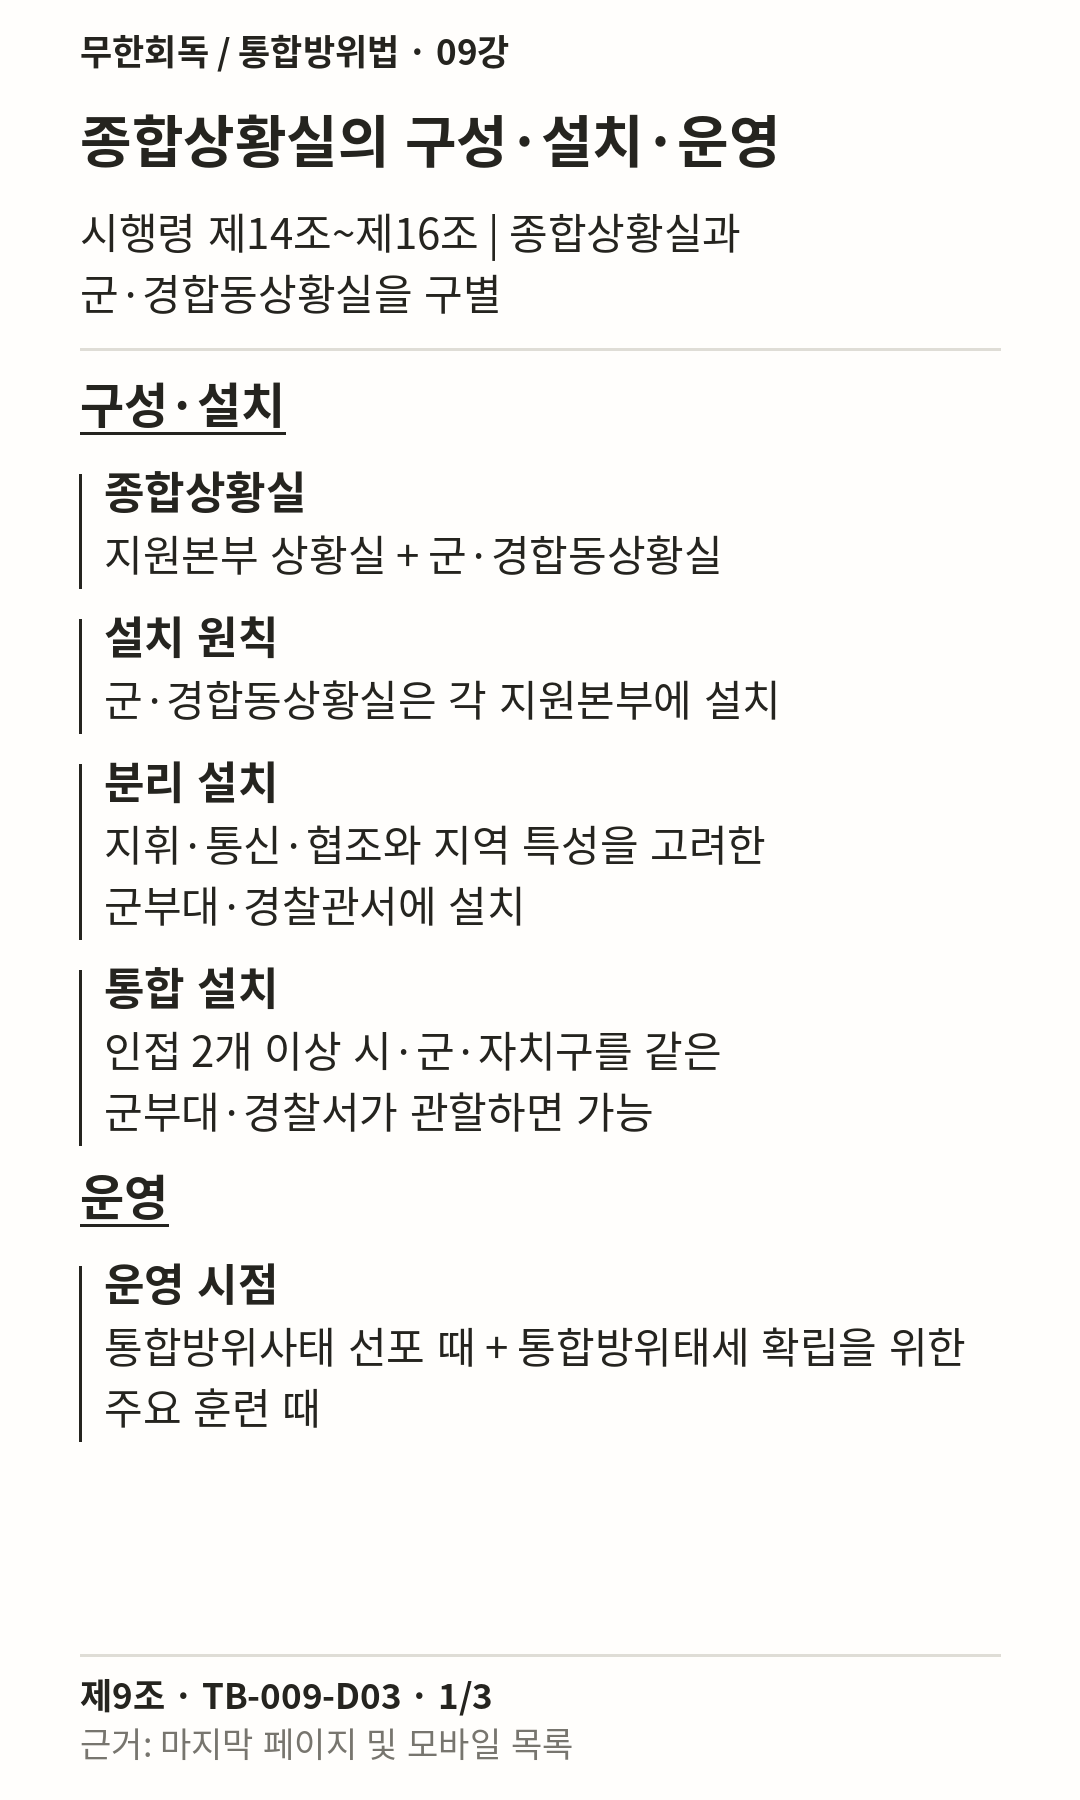 무한회독 / 통합방위법 · 09강
종합상황실의 구성·설치·운영
시행령 제14조~제16조 | 종합상황실과
군·경합동상황실을 구별
구성·설치
종합상황실
지원본부 상황실 + 군·경합동상황실
설치 원칙
군·경합동상황실은 각 지원본부에 설치
분리 설치
지휘·통신·협조와 지역 특성을 고려한
군부대·경찰관서에 설치
통합 설치
인접 2개 이상 시·군·자치구를 같은
군부대·경찰서가 관할하면 가능
운영
운영 시점
통합방위사태 선포 때 + 통합방위태세 확립을 위한
주요 훈련 때
제9조 · TB-009-D03 · 1/3
근거: 마지막 페이지 및 모바일 목록